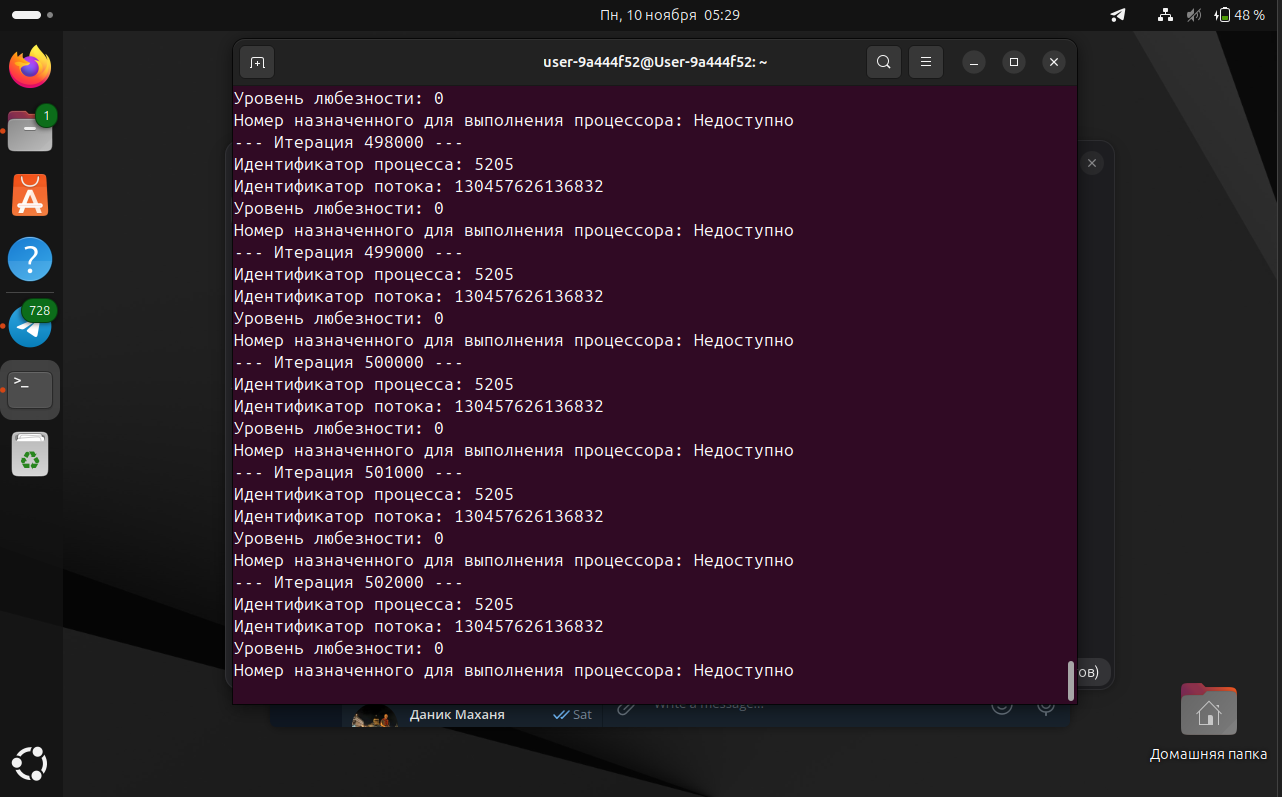 Пн, 10 ноября 05:29
48 %
user-9a444f52@User-9a444f52: ~
1
728
>_
Уровень любезности: 0
Номер назначенного для выполнения процессора: Недоступно
--- Итерация 498000 ---
Идентификатор процесса: 5205
Идентификатор потока: 130457626136832
Уровень любезности: 0
Номер назначенного для выполнения процессора: Недоступно
--- Итерация 499000 ---
Идентификатор процесса: 5205
Идентификатор потока: 130457626136832
Уровень любезности: 0
Номер назначенного для выполнения процессора: Недоступно
--- Итерация 500000 ---
Идентификатор процесса: 5205
Идентификатор потока: 130457626136832
Уровень любезности: 0
Номер назначенного для выполнения процессора: Недоступно
--- Итерация 501000 ---
Идентификатор процесса: 5205
Идентификатор потока: 130457626136832
Уровень любезности: 0
Номер назначенного для выполнения процессора: Недоступно
--- Итерация 502000 ---
Идентификатор процесса: 5205
Идентификатор потока: 130457626136832
Уровень любезности: 0
Номер назначенного для выполнения процессора: Недоступно
ов)
Write a message...
Даник Маханя
Sat
Домашняя папка